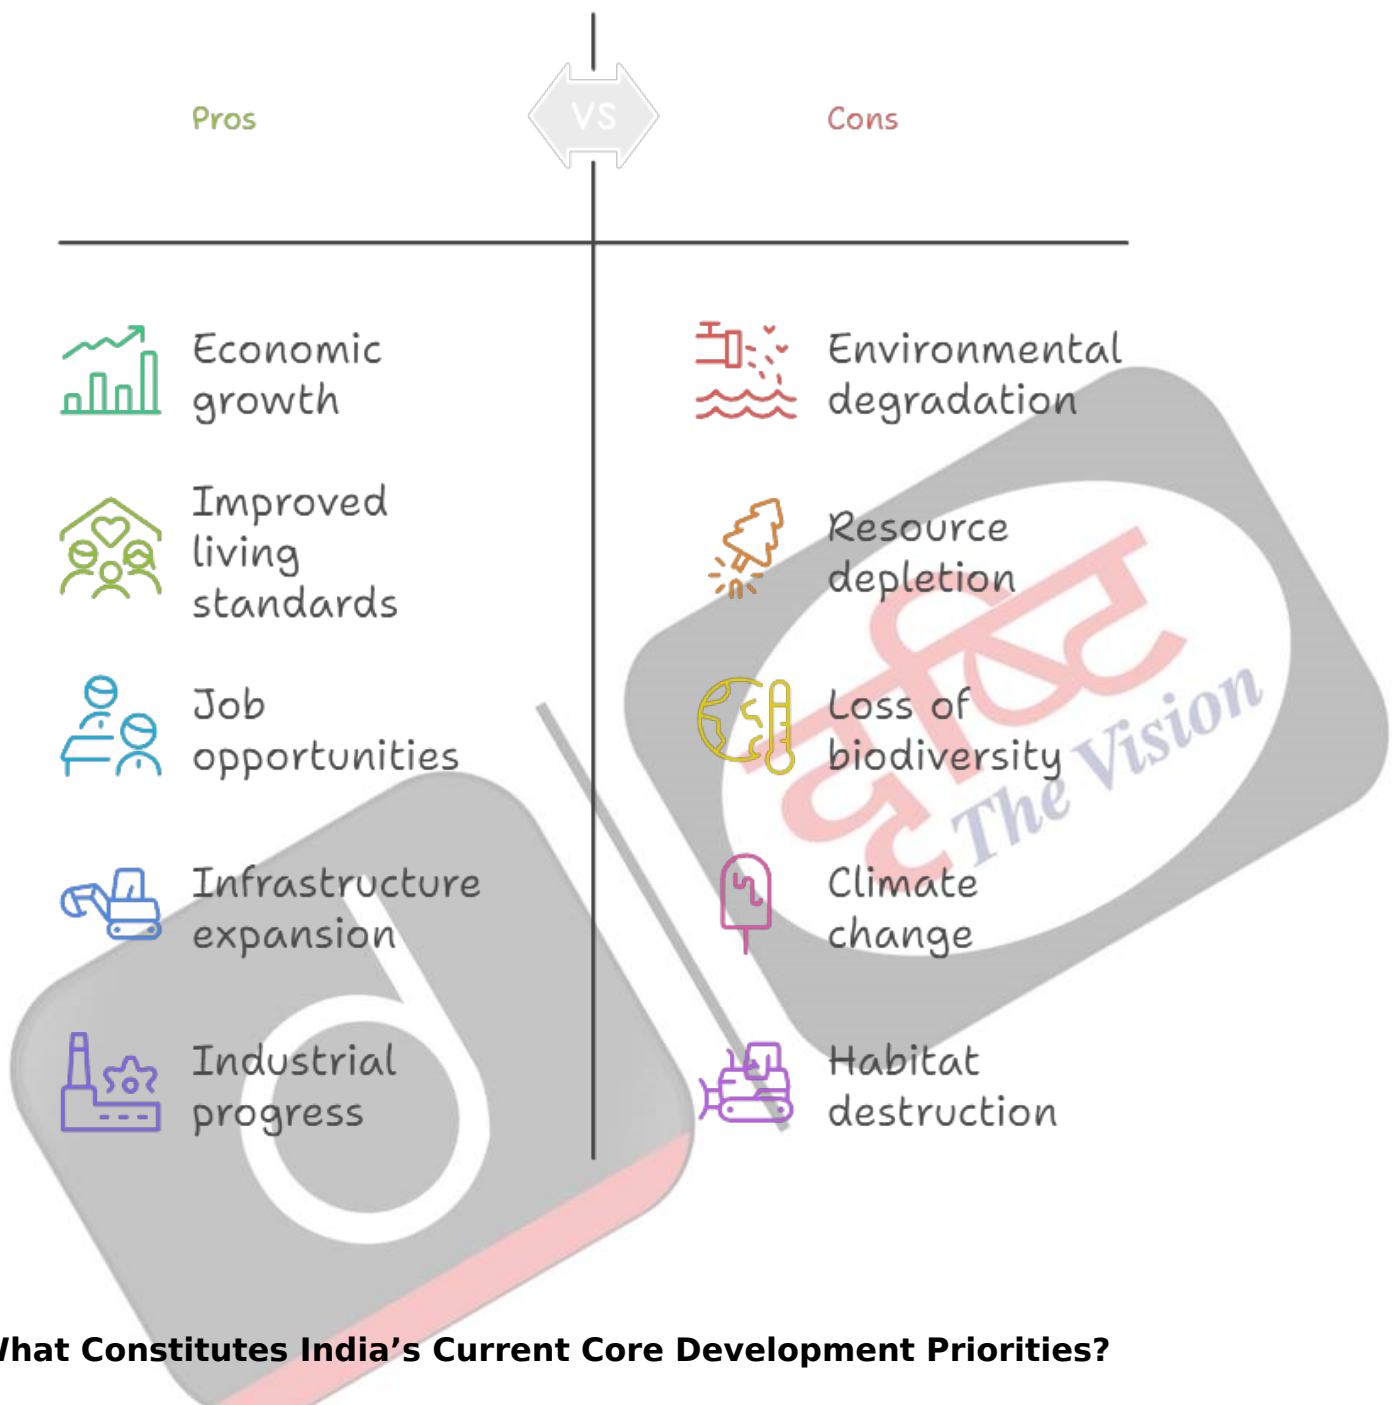 Pros
VS
Cons
Economic
growth
Environmental
degradation
Improved
living
standards
Resource
depletion
Job
opportunities
Loss of
biodiversity
Infrastructure
expansion
Climate
change
Industrial
progress
Habitat
destruction
d
दृष्टि
The Vision
What Constitutes India’s Current Core Development Priorities?